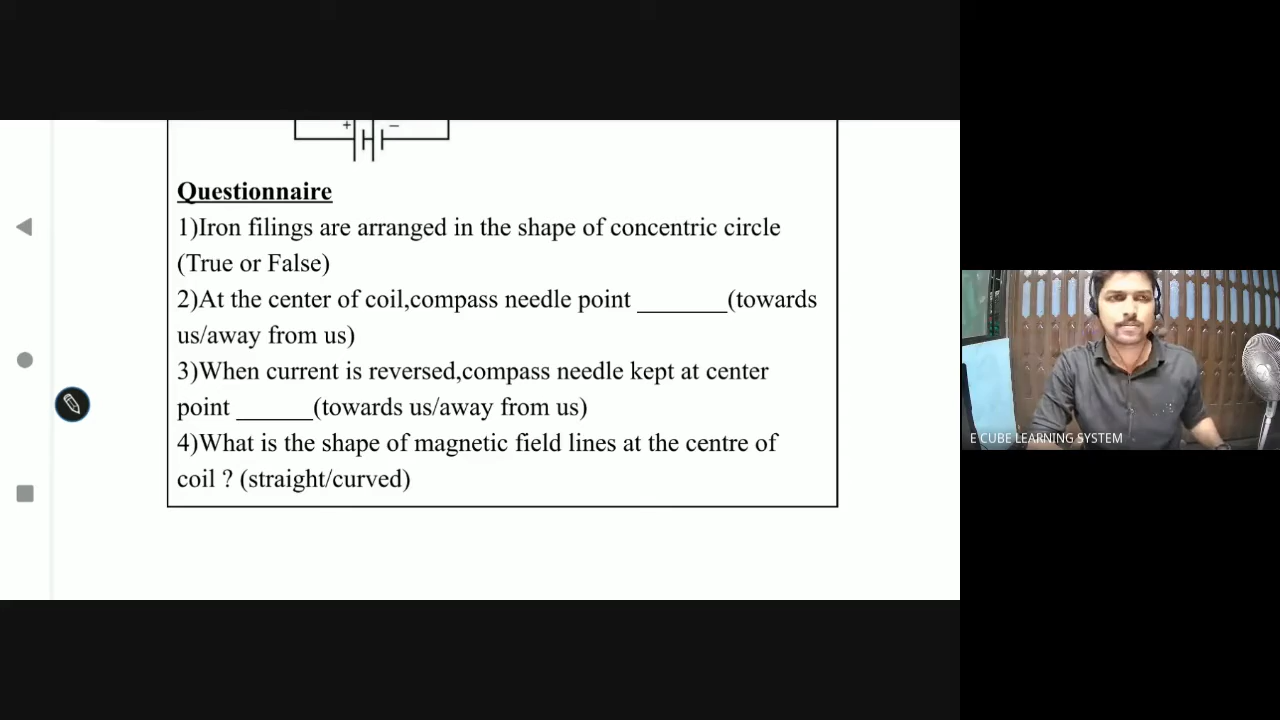 + −
Questionnaire
1)Iron filings are arranged in the shape of concentric circle
(True or False)
2)At the center of coil,compass needle point _______(towards
us/away from us)
3)When current is reversed,compass needle kept at center
point ______(towards us/away from us)
4)What is the shape of magnetic field lines at the centre of
coil ? (straight/curved)
E CUBE LEARNING SYSTEM